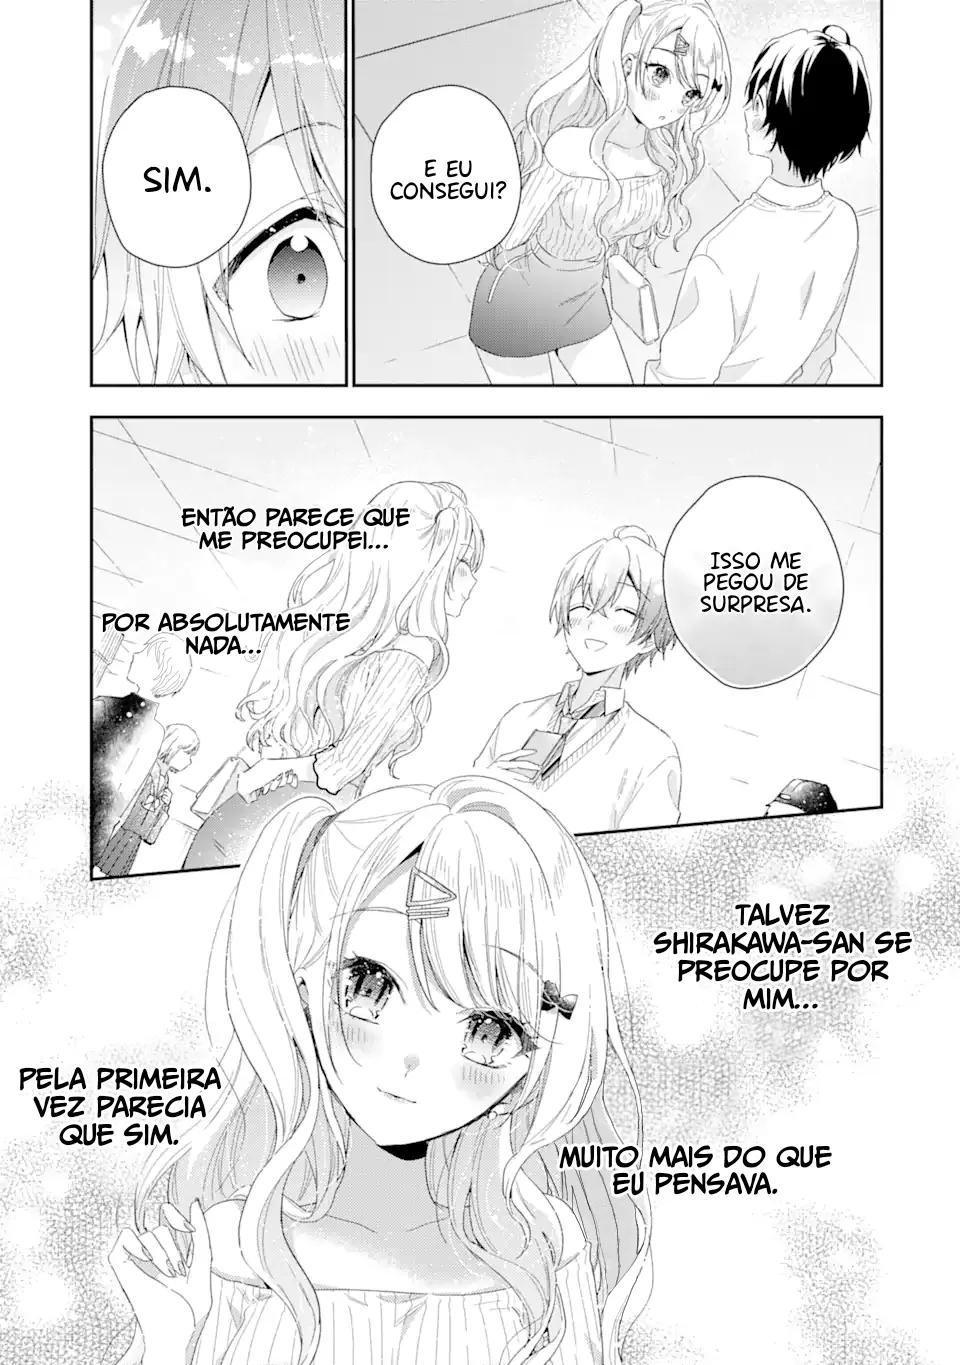 E EU
CONSEGUI?
SIM.
ISSO ME
PEGOU DE
SURPRESA.
ENTÃO PARECE QUE
ME PREOCUPEI...
POR ABSOLUTAMENTE
NADA...
TALVEZ
SHIRAKAWA-SAN SE
PREOCUPE POR
MIM...
MUITO MAIS DO QUE
EU PENSAVA.
PELA PRIMEIRA
VEZ PARECIA
QUE SIM.